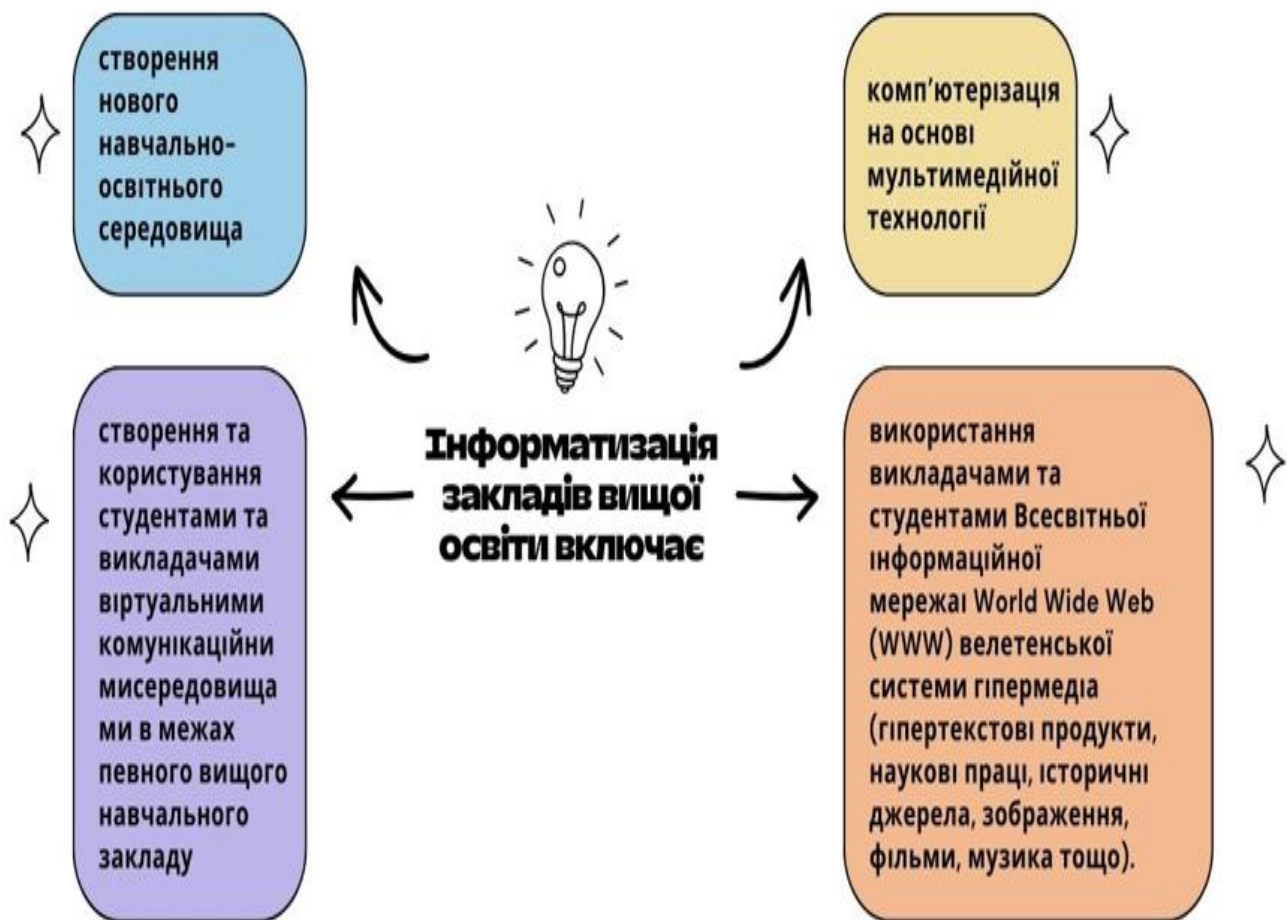 створення
нового
навчально-
освітнього
середовища
комп’ютерізація
на основі
мультимедійної
технології
Інформатизація
закладів вищої
освіти включає
створення та
користування
студентами та
викладачами
віртуальними
комунікаційни
мисередовища
ми в межах
певного вищого
навчального
закладу
використання
викладачами та
студентами Всесвітньої
інформаційної
мережаі World Wide Web
(WWW) велетенської
системи гіпермедіа
(гіпертекстові продукти,
наукові праці, історичні
джерела, зображення,
фільми, музика тощо).